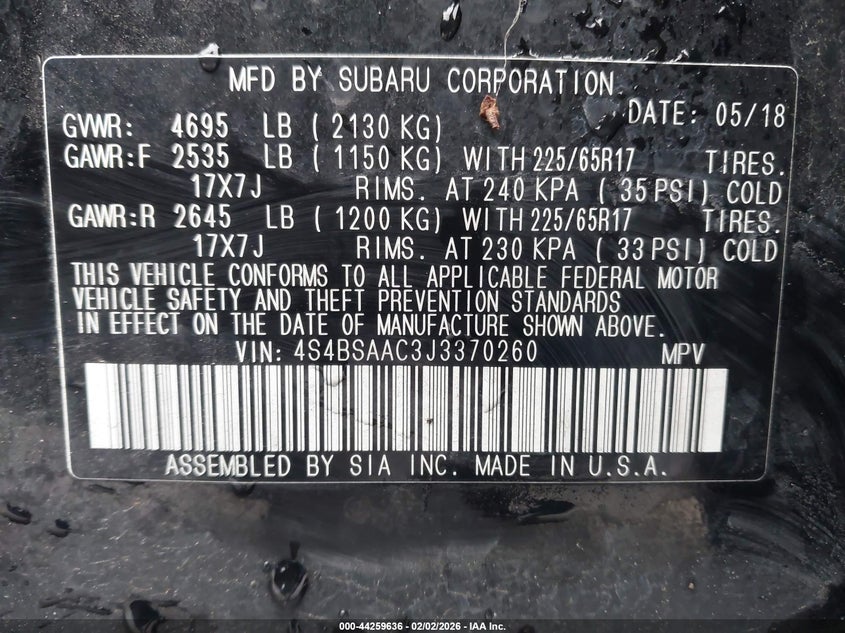 MFD BY SUBARU CORPORATION
DATE: 05/18
GVWR: 4695 LB ( 2130 KG)
GAWR:F 2535 LB ( 1150 KG) WITH 225/65R17 TIRES.
17X7J RIMS. AT 240 KPA ( 35 PSI) COLD
GAWR:R 2645 LB ( 1200 KG) WITH 225/65R17 TIRES.
17X7J RIMS. AT 230 KPA ( 33 PSI) COLD
THIS VEHICLE CONFORMS TO ALL APPLICABLE FEDERAL MOTOR
VEHICLE SAFETY AND THEFT PREVENTION STANDARDS
IN EFFECT ON THE DATE OF MANUFACTURE SHOWN ABOVE.
VIN: 4S4BSAAC3J3370260 MPV
ASSEMBLED BY SIA INC. MADE IN U.S.A.
000-44259636 - 02/02/2026 - IAA Inc.